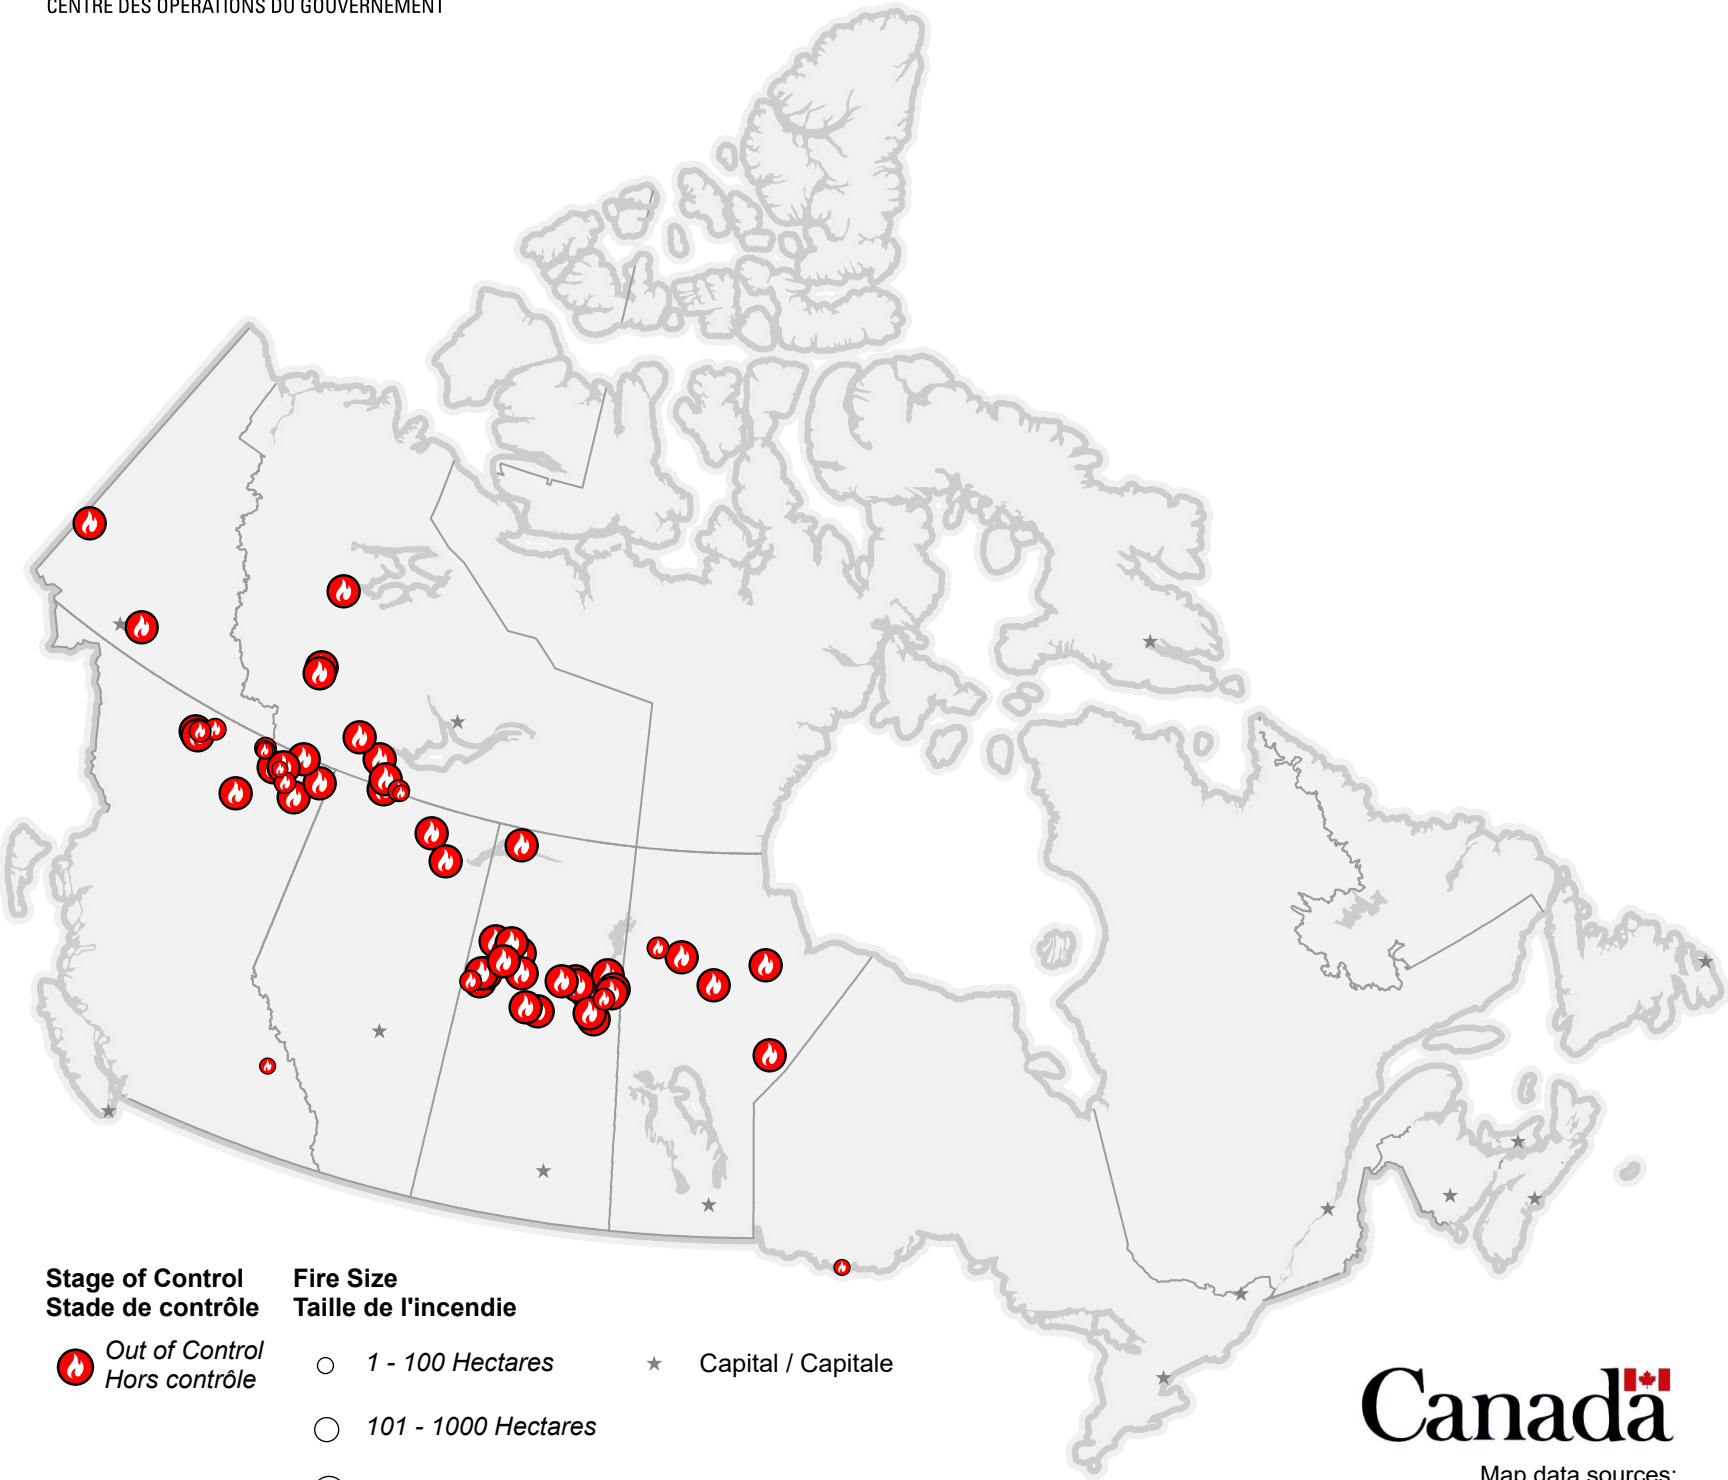 CENTRE DES OPÉRATIONS DU GOUVERNEMENT
Stage of Control
Stade de contrôle
Out of Control
Hors contrôle
Fire Size
Taille de l'incendie
1 - 100 Hectares
101 - 1000 Hectares
Capital / Capitale
Canada
Map data sources: